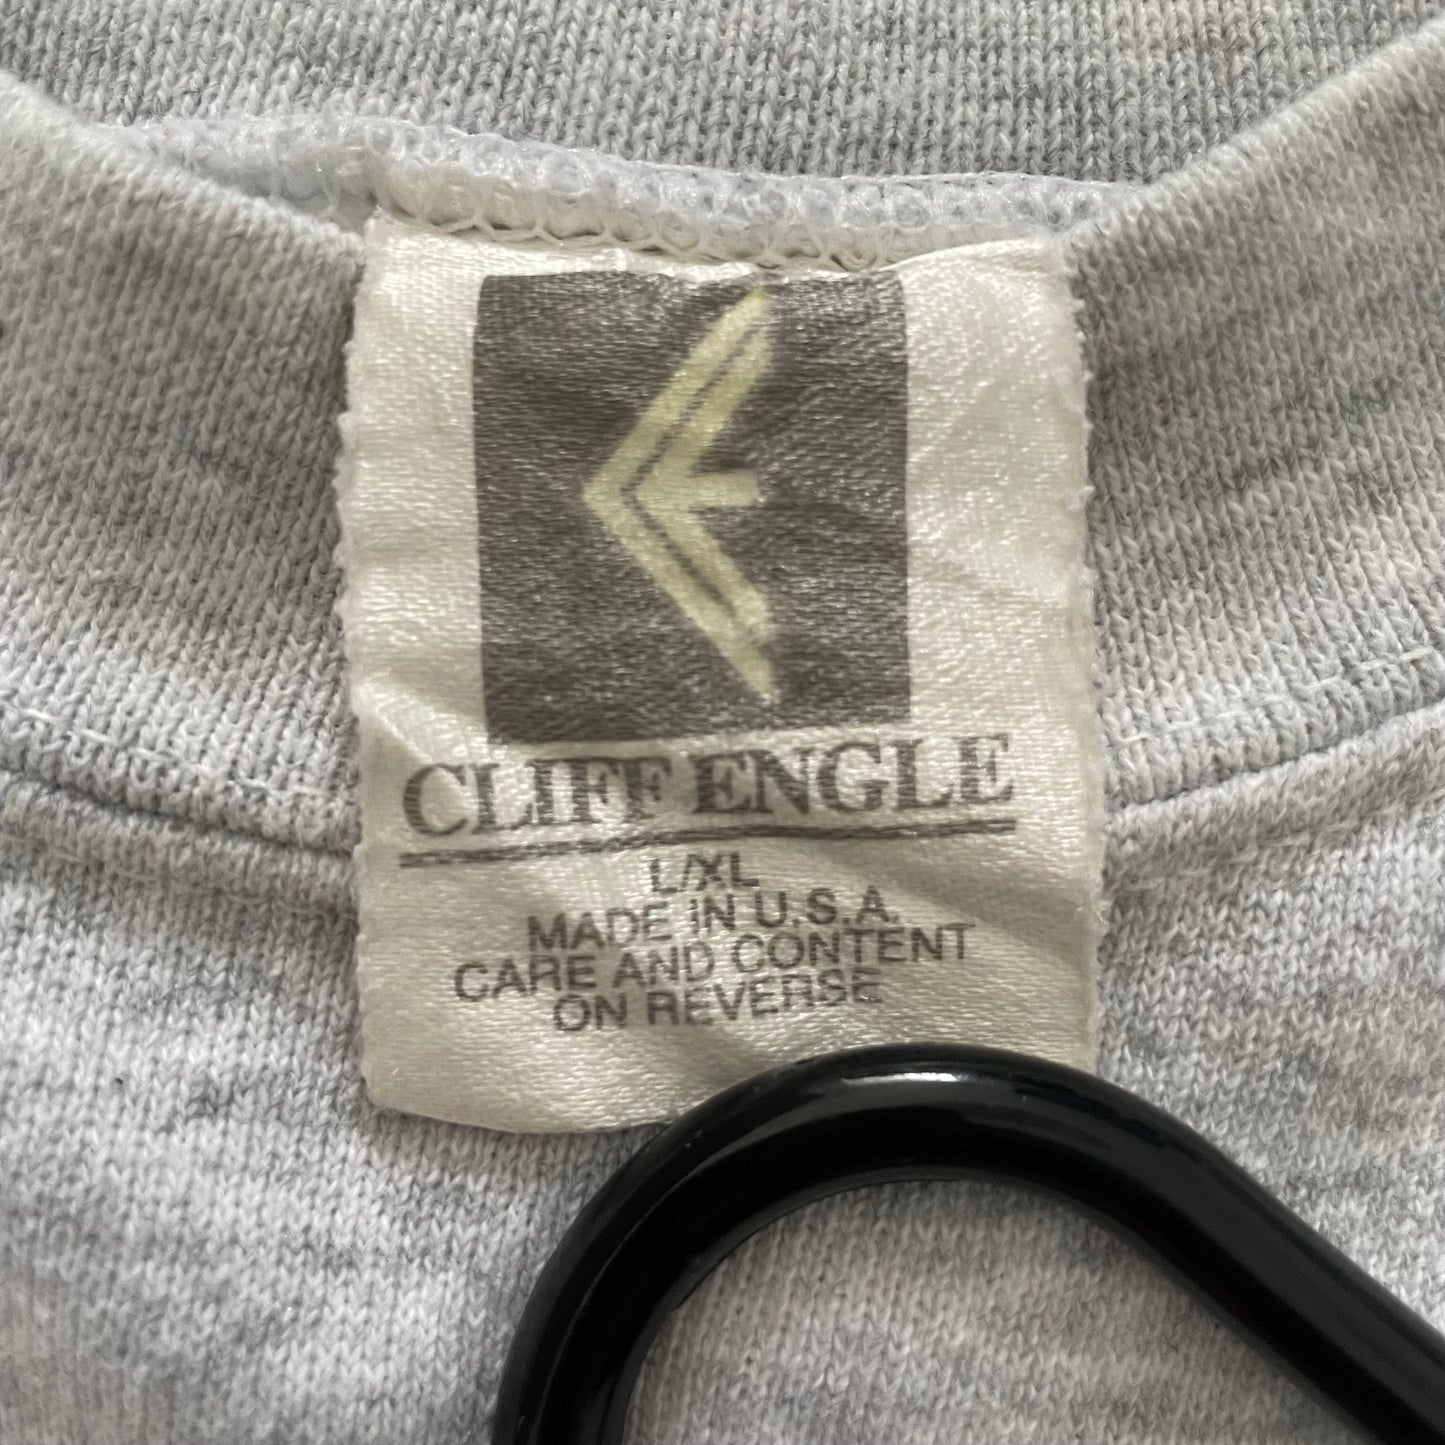 CLIFF ENGLE
L/XL
MADE IN U.S.A.
CARE AND CONTENT
ON REVERSE